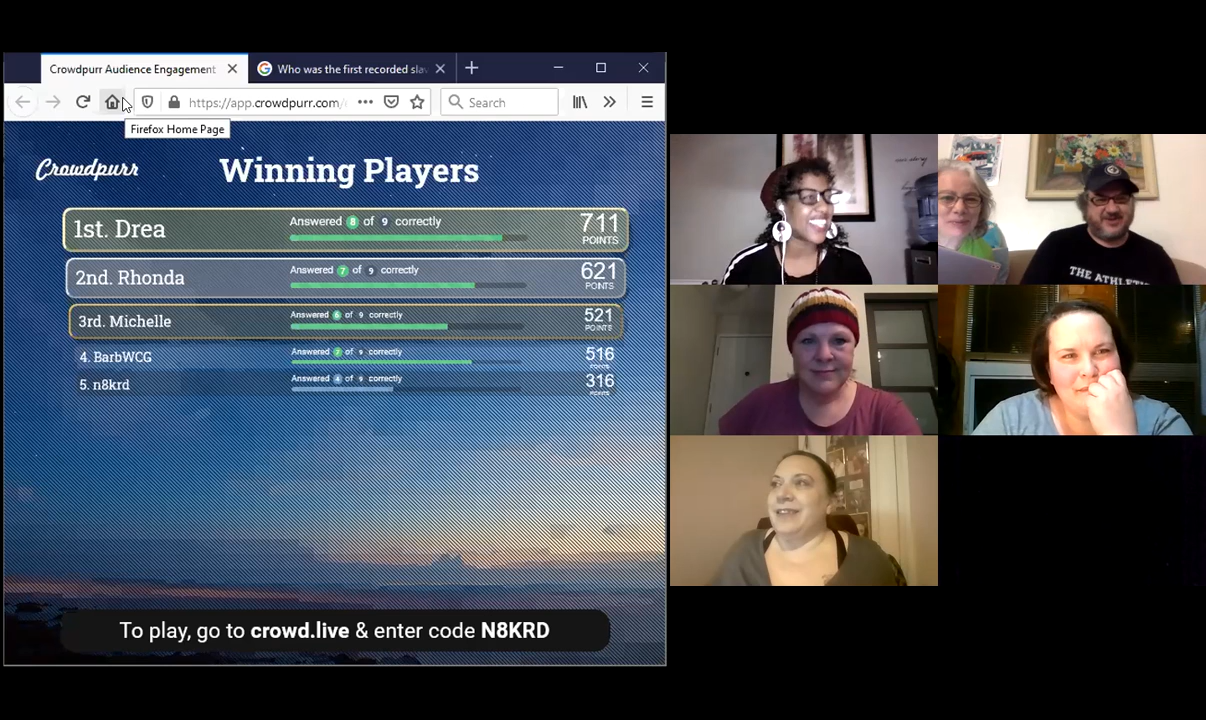 Crowdpurr Audience Engagement
Who was the first recorded sla
https://app.crowdpurr.com/
Search
Firefox Home Page
Crowdpurr
Winning Players
1st. Drea
Answered 8 of 9 correctly
711
POINTS
2nd. Rhonda
Answered 7 of 9 correctly
621
POINTS
3rd. Michelle
Answered 6 of 9 correctly
521
POINTS
4. BarbWCG
Answered 7 of 9 correctly
516
POINTS
5. n8krd
Answered 4 of 9 correctly
316
POINTS
To play, go to crowd.live & enter code N8KRD
THE ATHLETIC